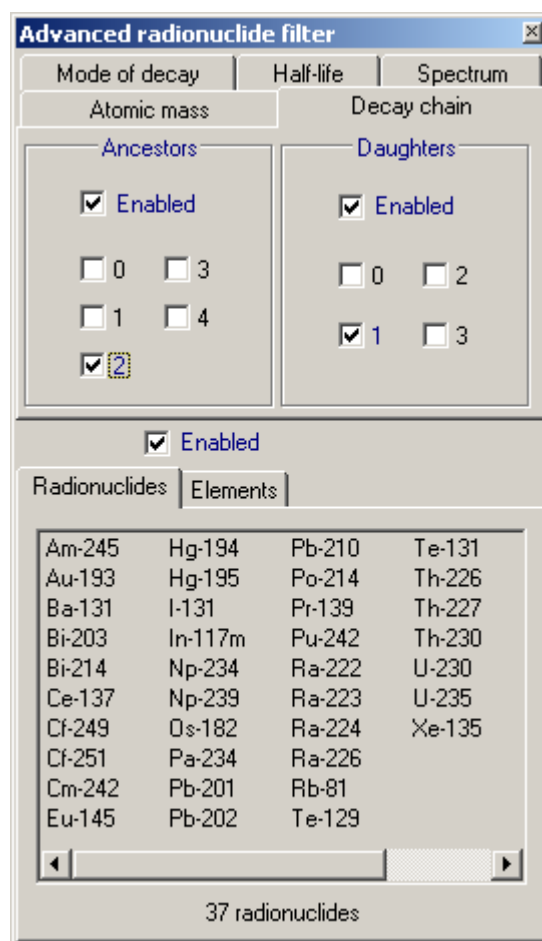 Advanced radionuclide filter
Mode of decay Half-life Spectrum
Atomic mass Decay chain
Ancestors Daughters
Enabled Enabled
0 3 0 2
1 4 1 3
2
Enabled
Radionuclides Elements
Am-245 Hg-194 Pb-210 Te-131
Au-193 Hg-195 Po-214 Th-226
Ba-131 I-131 Pr-139 Th-227
Bi-203 In-117m Pu-242 Th-230
Bi-214 Np-234 Ra-222 U-230
Ce-137 Np-239 Ra-223 U-235
Cf-249 Os-182 Ra-224 Xe-135
Cf-251 Pa-234 Ra-226
Cm-242 Pb-201 Rb-81
Eu-145 Pb-202 Te-129
37 radionuclides